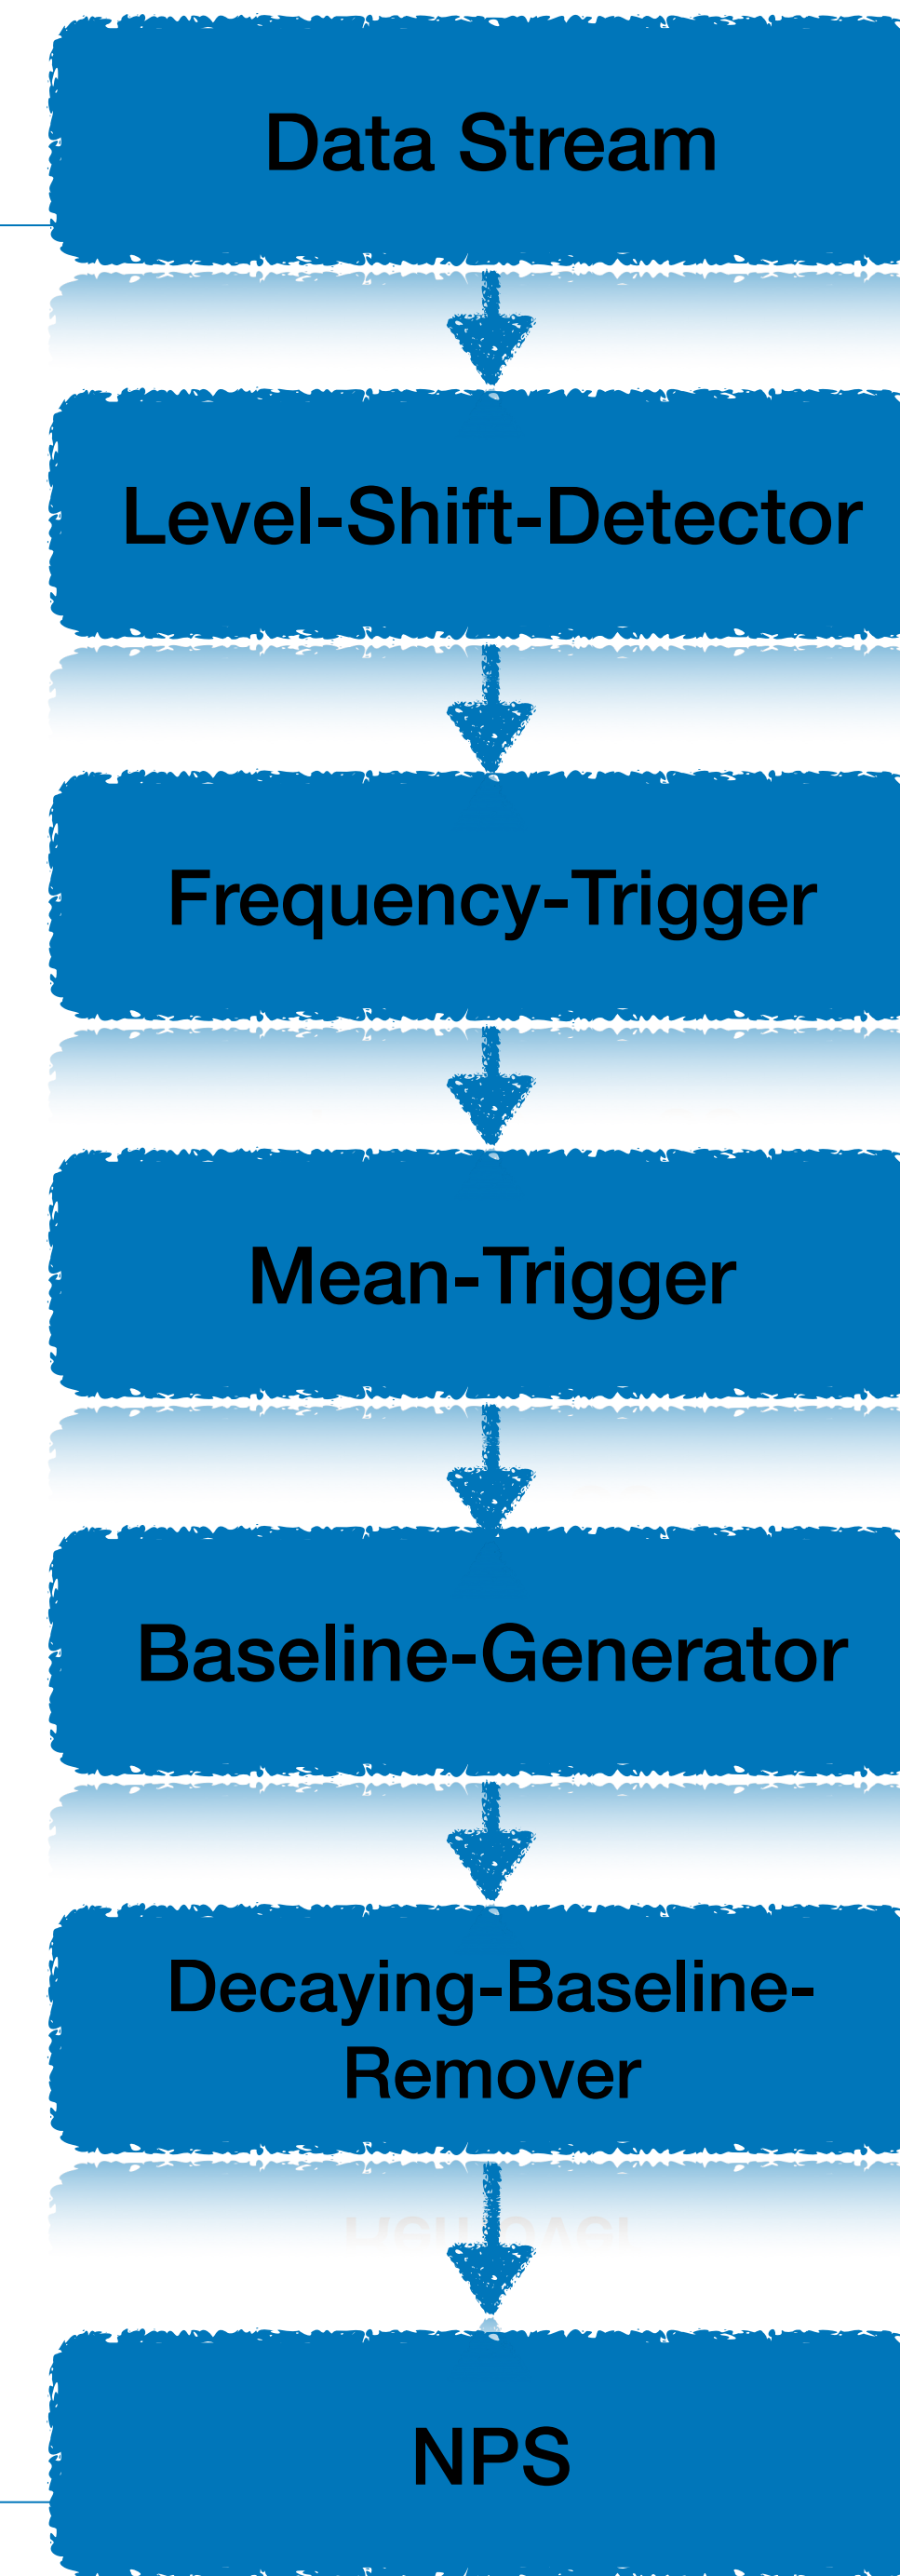 Data Stream
Level-Shift-Detector
Frequency-Trigger
Mean-Trigger
Baseline-Generator
Decaying-Baseline-
Remover
NPS